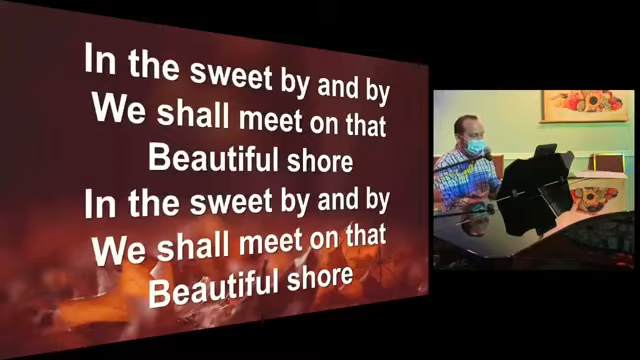 In the sweet by and by
We shall meet on that
Beautiful shore
In the sweet by and by
We shall meet on that
Beautiful shore